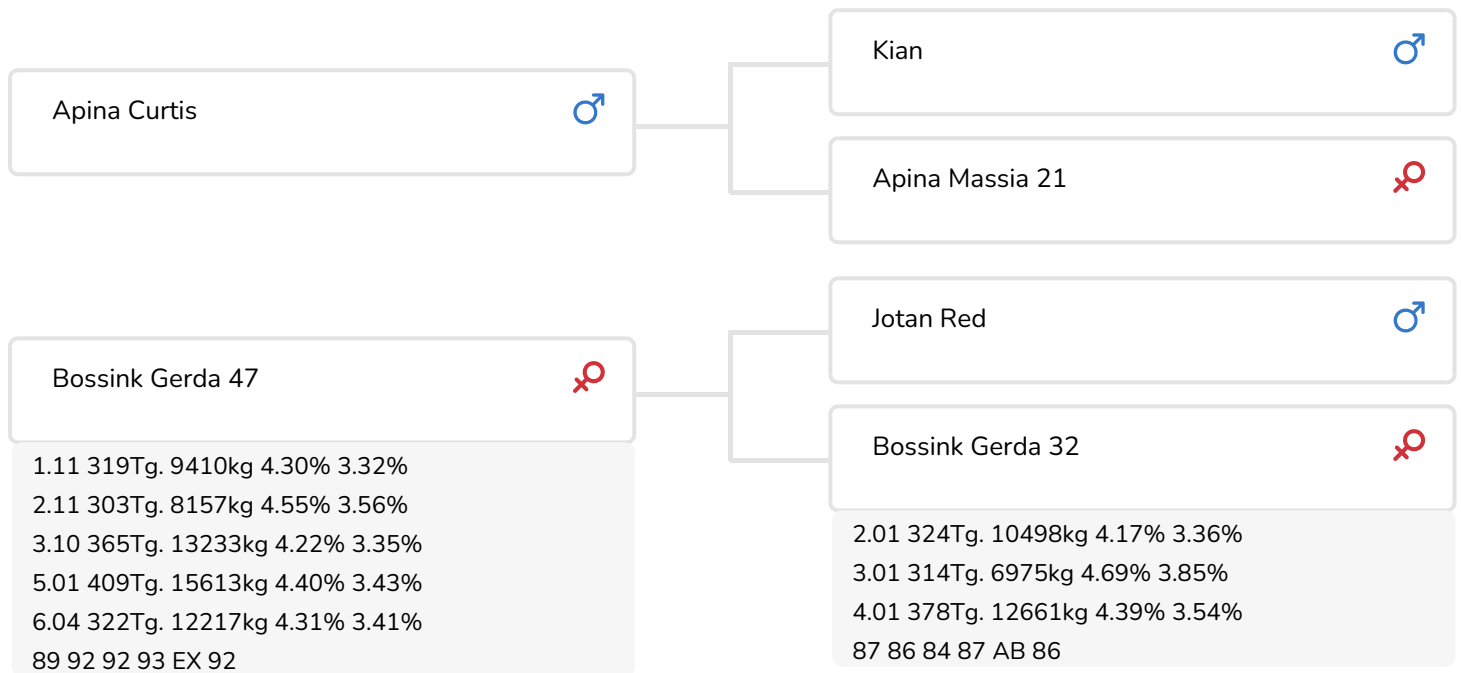 Kian
Apina Curtis
Apina Massia 21
Jotan Red
Bossink Gerda 47
1.11 319Tg. 9410kg 4.30% 3.32%
2.11 303Tg. 8157kg 4.55% 3.56%
3.10 365Tg. 13233kg 4.22% 3.35%
5.01 409Tg. 15613kg 4.40% 3.43%
6.04 322Tg. 12217kg 4.31% 3.41%
89 92 92 93 EX 92
Bossink Gerda 32
2.01 324Tg. 10498kg 4.17% 3.36%
3.01 314Tg. 6975kg 4.69% 3.85%
4.01 378Tg. 12661kg 4.39% 3.54%
87 86 84 87 AB 86